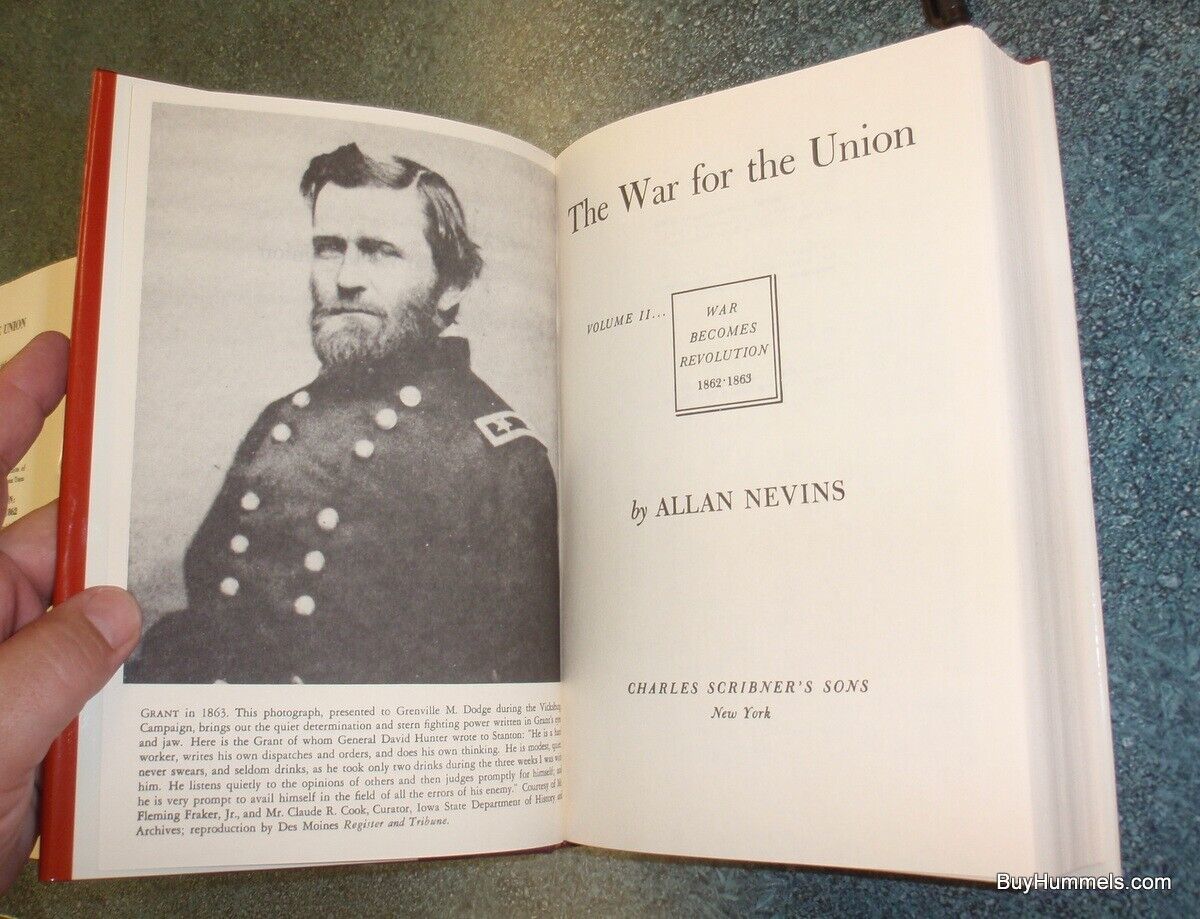 E UNION
1862
GRANT in 1863. This photograph, presented to Grenville M. Dodge during the
Campaign, brings out the quiet determination and stern fighting power written in Grant's
and jaw. Here is the Grant of whom General David Hunter wrote to Stanton: "He is a
worker, writes his own dispatches and orders, and does his own thinking. He is modest,
never swears, and seldom drinks, as he took only two drinks during the three weeks I was
him. He listens quietly to the opinions of others and then judges promptly for himself,
he is very prompt to avail himself in the field of all the errors of his enemy." Courtesy of
Fleming Fraker, Jr., and Mr. Claude R. Cook, Curator, Iowa State Department of History
Archives; reproduction by Des Moines Register and Tribune.
The War for the Union
VOLUME II...
WAR
BECOMES
REVOLUTION
1862·1863
by ALLAN NEVINS
CHARLES SCRIBNER'S SONS
New York
BuyHummels.com